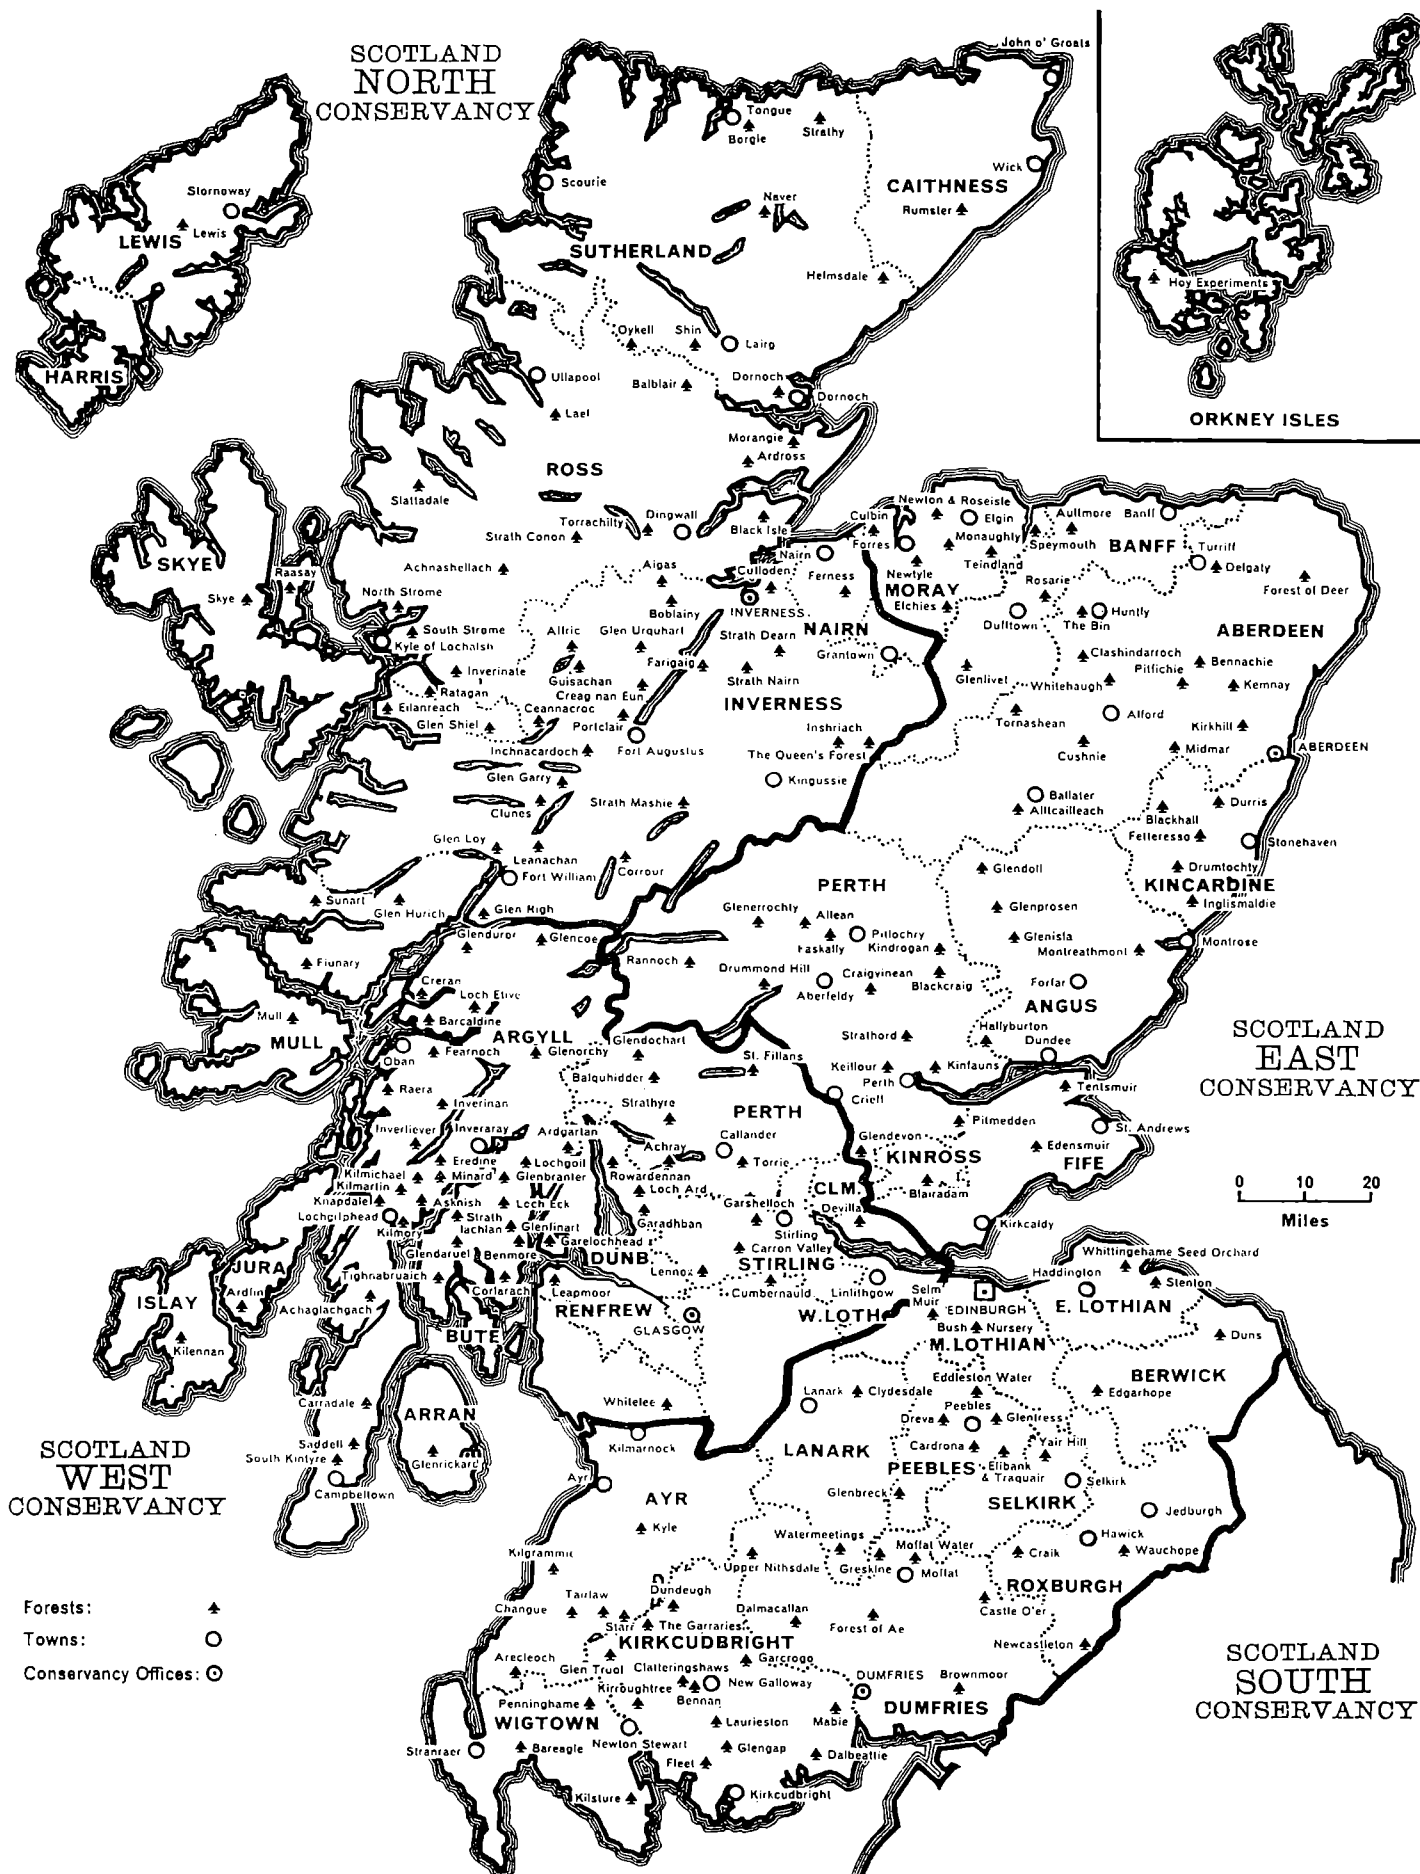 SCOTLAND
NORTH
CONSERVANCY
John o' Groats
Tongue
Borgie
Strathy
Scourie
Wick
CAITHNESS
Rumster
Naver
Stornoway
Lewis
LEWIS
SUTHERLAND
Helmsdale
Hoy Experiments
HARRIS
Oykell
Shin
Lairg
Ullapool
Balblair
Dornoch
Dornoch
Lael
ORKNEY ISLES
Morangie
Ardross
ROSS
Slattadale
Newton & Roseisle
Elgin
Culbin
Aultmore
Banff
Torrachilty
Dingwall
Black Isle
Strath Conon
Nairn
Forres
Monaughty
Speymouth
BANFF
Turriff
Delgaty
SKYE
Raasay
Achnashellach
Aigas
Culloden
Ferness
Newtyle
Teindland
Rosarie
Forest of Deer
Skye
North Strome
Boblainy
INVERNESS
MORAY
Elchies
Dufftown
The Bin
Huntly
South Strome
Kyle of Lochalsh
Affric
Glen Urquhart
Strath Dearn
NAIRN
ABERDEEN
Grantown
Clashindarroch
Pitfichie
Bennachie
Inverinate
Guisachan
Farigaig
Strath Nairn
Glenlivet
Whitehaugh
Kemnay
Ratagan
Creag nan Eun
Eilanreach
Ceannacroc
INVERNESS
Glen Shiel
Portclair
Inshriach
Tornashean
Alford
Kirkhill
Inchnacardoch
Fort Augustus
The Queen's Forest
Cushnie
Midmar
ABERDEEN
Glen Garry
Kingussie
Clunes
Strath Mashie
Ballater
Alltcailleach
Blackhall
Durris
Fetteresso
Stonehaven
Glen Loy
Leanachan
Fort William
Corrour
PERTH
Glendoll
Drumtochty
KINCARDINE
Inglismaldie
Sunart
Glen Hurich
Glen Righ
Glenerrochty
Allean
Glenprosen
Glenduror
Glencoe
Faskally
Pitlochry
Kindrogan
Glenisla
Montreathmont
Montrose
Fiunary
Rannoch
Drummond Hill
Craigvinean
Blackcraig
Creran
Aberfeldy
Forfar
Loch Etive
ANGUS
Mull
MULL
Barcaldine
ARGYLL
Strathord
Hallyburton
Dundee
SCOTLAND
EAST
CONSERVANCY
Oban
Fearnoch
Glenorchy
Glendochart
St. Fillans
Keillour
Kinfauns
Raera
Balquhidder
Perth
Tentsmuir
Inverinan
Strathyre
PERTH
Crieff
Pitmedden
St. Andrews
Inverliever
Inveraray
Ardgartan
Achray
Callander
Glendevon
Edensmuir
Kilmichael
Eredine
Lochgoil
Torrie
KINROSS
FIFE
Kilmartin
Minard
Glenbranter
Rowardennan
Loch Ard
CLM.
Blairadam
0 10 20
Miles
Knapdale
Asknish
Loch Eck
Garshelloch
Devilla
Lochgilphead
Kilmory
Strath
lachlan
Glenfinart
Garadhban
Stirling
Kirkcaldy
Glendaruel
Benmore
Garelochhead
DUNB
Carron Valley
STIRLING
Whittingehame Seed Orchard
JURA
Tighnabruaich
Lennox
Haddington
Stenton
ISLAY
Ardfin
Achaglachgach
Corlarach
Leapmoor
Cumbernauld
Linlithgow
Selm
Muir
EDINBURGH
E. LOTHIAN
RENFREW
GLASGOW
W. LOTH
Bush Nursery
Kilennan
BUTE
M. LOTHIAN
Duns
Eddleston Water
BERWICK
Whitelee
Lanark
Clydesdale
Peebles
Edgarhope
Carradale
ARRAN
Dreva
Glentress
SCOTLAND
WEST
CONSERVANCY
Saddell
South Kintyre
Glenrickard
Kilmarnock
LANARK
Cardrona
Yair Hill
PEEBLES
Elibank
& Traquair
Campbeltown
Ayr
AYR
Glenbreck
SELKIRK
Selkirk
Jedburgh
Kyle
Watermeetings
Moffat Water
Hawick
Kilgrammie
Upper Nithsdale
Greskine
Moffat
Craik
Wauchope
ROXBURGH
Forests:
Tairlaw
Dundeugh
Changue
Dalmacallan
Castle O'er
Towns:
Starr
The Garraries
Forest of Ae
KIRKCUDBRIGHT
Newcastleton
Conservancy Offices:
Arecleoch
Glen Trool
Clatteringshaws
Garcrogo
DUMFRIES
Brownmoor
SCOTLAND
SOUTH
CONSERVANCY
Penninghame
Kirroughtree
Bennan
New Galloway
WIGTOWN
Laurieston
Mabie
DUMFRIES
Stranraer
Bareagle
Newton Stewart
Glengap
Dalbeattie
Fleet
Kilsture
Kirkcudbright